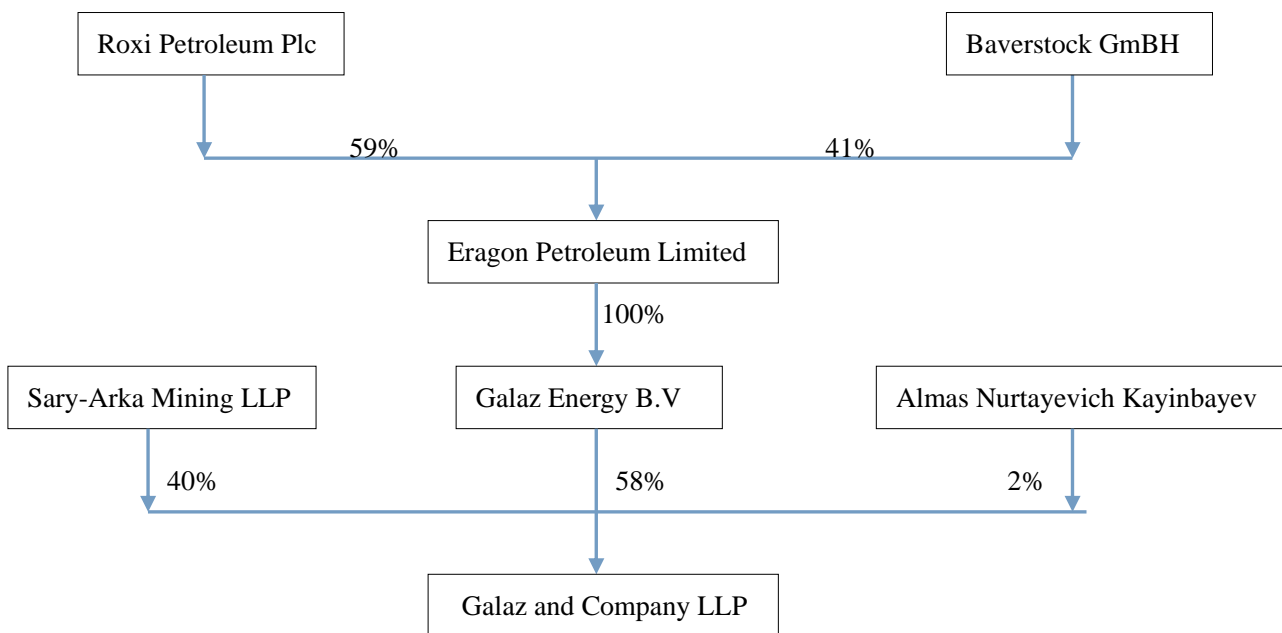 Roxi Petroleum Plc
Baverstock GmBH
59%
41%
Eragon Petroleum Limited
100%
Sary-Arka Mining LLP
Galaz Energy B.V
Almas Nurtayevich Kayinbayev
40%
58%
2%
Galaz and Company LLP